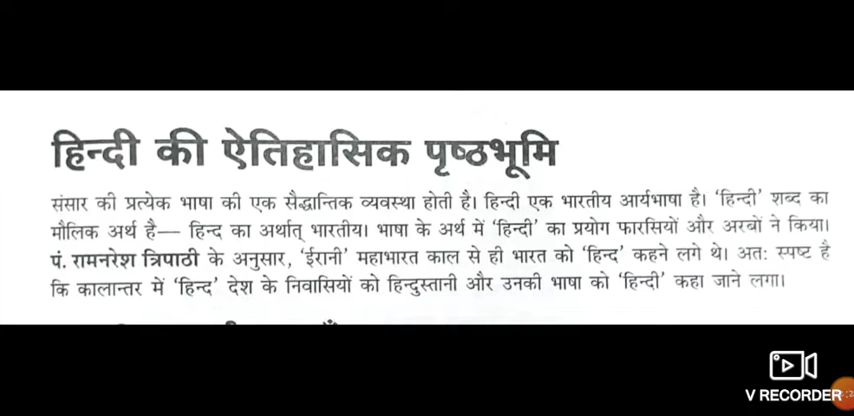 हिन्दी की ऐतिहासिक पृष्ठभूमि
संसार की प्रत्येक भाषा की एक सैद्धान्तिक व्यवस्था होती है। हिन्दी एक भारतीय आर्यभाषा है। ‘हिन्दी’ शब्द का
मौलिक अर्थ है— हिन्द का अर्थात् भारतीय। भाषा के अर्थ में ‘हिन्दी’ का प्रयोग फारसियों और अरबों ने किया।
पं. रामनरेश त्रिपाठी के अनुसार, ‘ईरानी’ महाभारत काल से ही भारत को ‘हिन्द’ कहने लगे थे। अतः स्पष्ट है
कि कालान्तर में ‘हिन्द’ देश के निवासियों को हिन्दुस्तानी और उनकी भाषा को ‘हिन्दी’ कहा जाने लगा।
V RECORDER